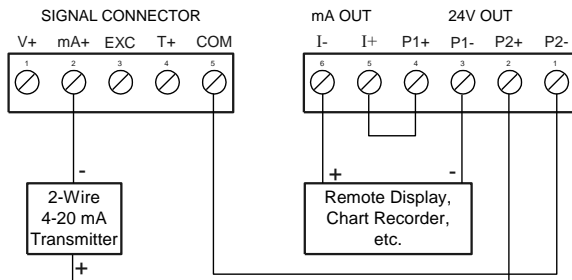 SIGNAL CONNECTOR
mA OUT 24V OUT
V+ mA+ EXC T+ COM
I- I+ P1+ P1- P2+ P2-
1 2 3 4 5
6 5 4 3 2 1
-
+ -
2-Wire
4-20 mA
Transmitter
Remote Display,
Chart Recorder,
etc.
+